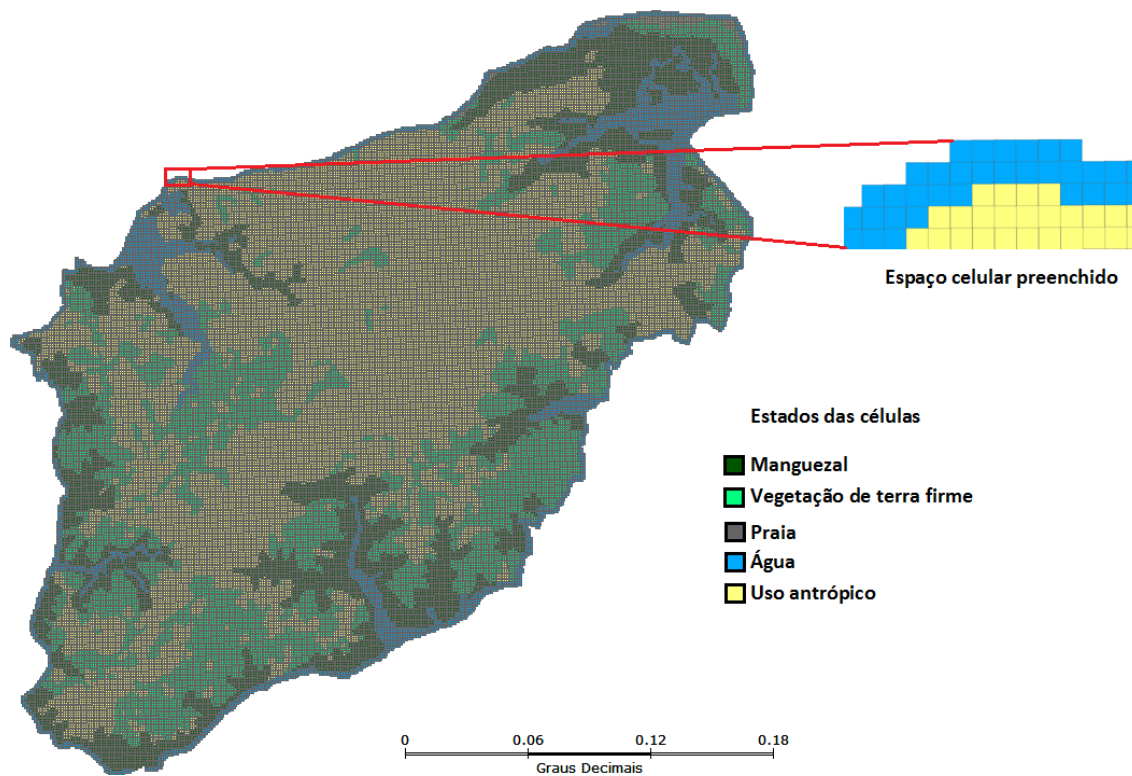 Espaço celular preenchido
Estados das células
Manguezal
Vegetação de terra firme
Praia
Água
Uso antrópico
0 0.06 0.12 0.18
Graus Decimais